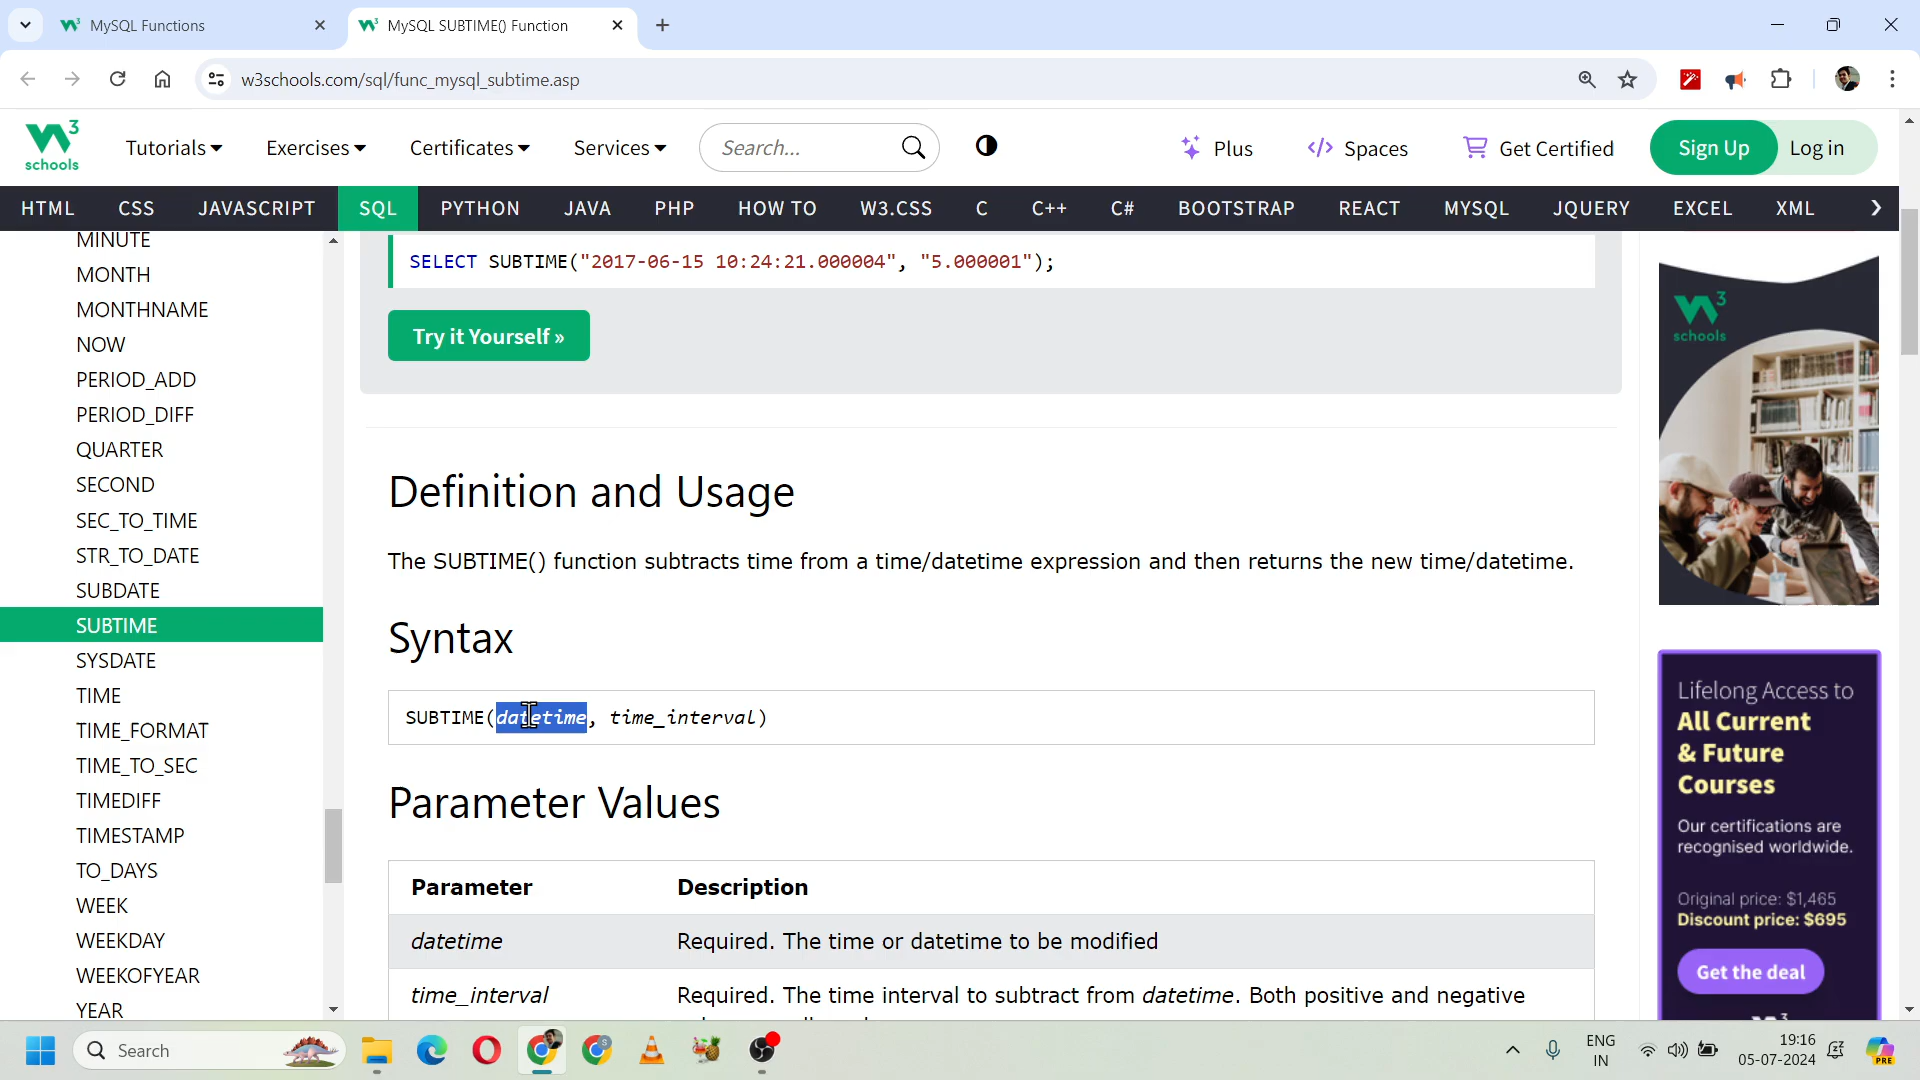 MySQL Functions
MySQL SUBTIME() Function
w3schools.com/sql/func_mysql_subtime.asp
3
schools
Tutorials
Exercises
Certificates
Services
Search...
Plus
Spaces
Get Certified
Sign Up
Log in
HTML CSS JAVASCRIPT SQL PYTHON JAVA PHP HOW TO W3.CSS C C++ C# BOOTSTRAP REACT MYSQL JQUERY EXCEL XML
MINUTE
MONTH
MONTHNAME
NOW
PERIOD_ADD
PERIOD_DIFF
QUARTER
SECOND
SEC_TO_TIME
STR_TO_DATE
SUBDATE
SUBTIME
SYSDATE
TIME
TIME_FORMAT
TIME_TO_SEC
TIMEDIFF
TIMESTAMP
TO_DAYS
WEEK
WEEKDAY
WEEKOFYEAR
YEAR
SELECT SUBTIME("2017-06-15 10:24:21.000004", "5.000001");
Try it Yourself »
Definition and Usage
The SUBTIME() function subtracts time from a time/datetime expression and then returns the new time/datetime.
Syntax
SUBTIME(datetime, time_interval)
Parameter Values
Parameter Description
datetime Required. The time or datetime to be modified
time_interval Required. The time interval to subtract from datetime. Both positive and negative
3
schools
Lifelong Access to
All Current
& Future
Courses
Our certifications are
recognised worldwide.
Original price: $1,465
Discount price: $695
Get the deal
Search
ENG
IN
19:16
05-07-2024
PRE